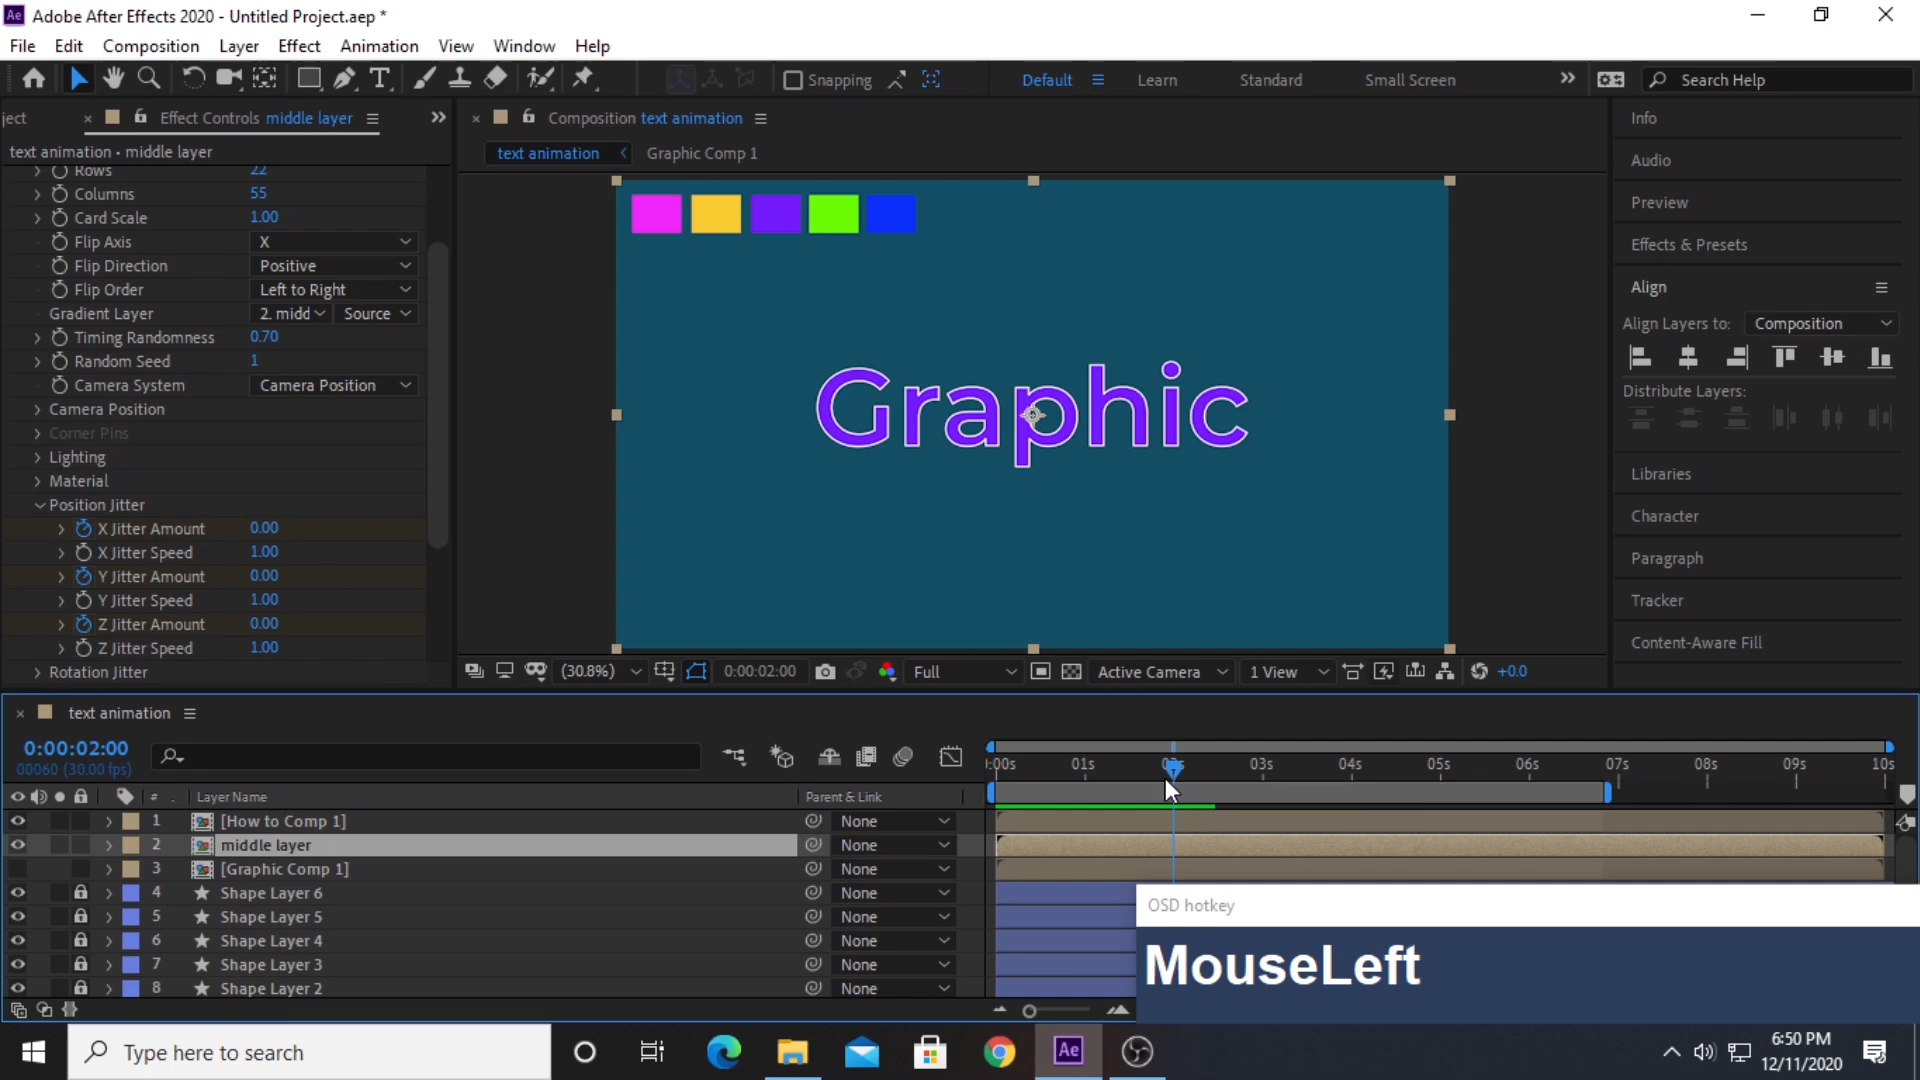 Ae Adobe After Effects 2020 - Untitled Project.aep *
File Edit Composition Layer Effect Animation View Window Help
Snapping Default Learn Standard Small Screen Search Help
ject Effect Controls middle layer Composition text animation Info
text animation • middle layer text animation Graphic Comp 1
Audio
Preview
Effects & Presets
Align
Align Layers to: Composition
Distribute Layers:
Libraries
Character
Paragraph
Tracker
Content-Aware Fill
Rows 22
Columns 55
Card Scale 1.00
Flip Axis X
Flip Direction Positive
Flip Order Left to Right
Gradient Layer 2. midd Source
Timing Randomness 0.70
Random Seed 1
Camera System Camera Position
Camera Position
Corner Pins
Lighting
Material
Position Jitter
X Jitter Amount 0.00
X Jitter Speed 1.00
Y Jitter Amount 0.00
Y Jitter Speed 1.00
Z Jitter Amount 0.00
Z Jitter Speed 1.00
Rotation Jitter
Graphic
(30.8%) 0:00:02:00 Full Active Camera 1 View +0.0
text animation
0:00:02:00
00060 (30.00 fps)
):00s 01s 02s 03s 04s 05s 06s 07s 08s 09s 10s
# . Layer Name Parent & Link
1 [How to Comp 1] None
2 middle layer None
3 [Graphic Comp 1] None
4 Shape Layer 6 None
5 Shape Layer 5 None
6 Shape Layer 4 None
7 Shape Layer 3 None
8 Shape Layer 2 None
OSD hotkey
MouseLeft
Type here to search Ae 6:50 PM
12/11/2020